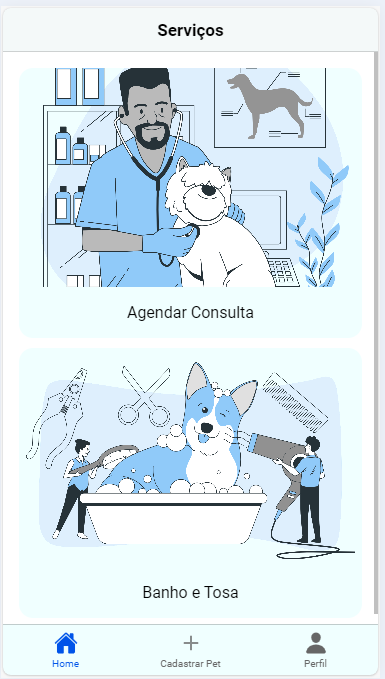 Serviços
Agendar Consulta
Banho e Tosa
Home
Cadastrar Pet
Perfil